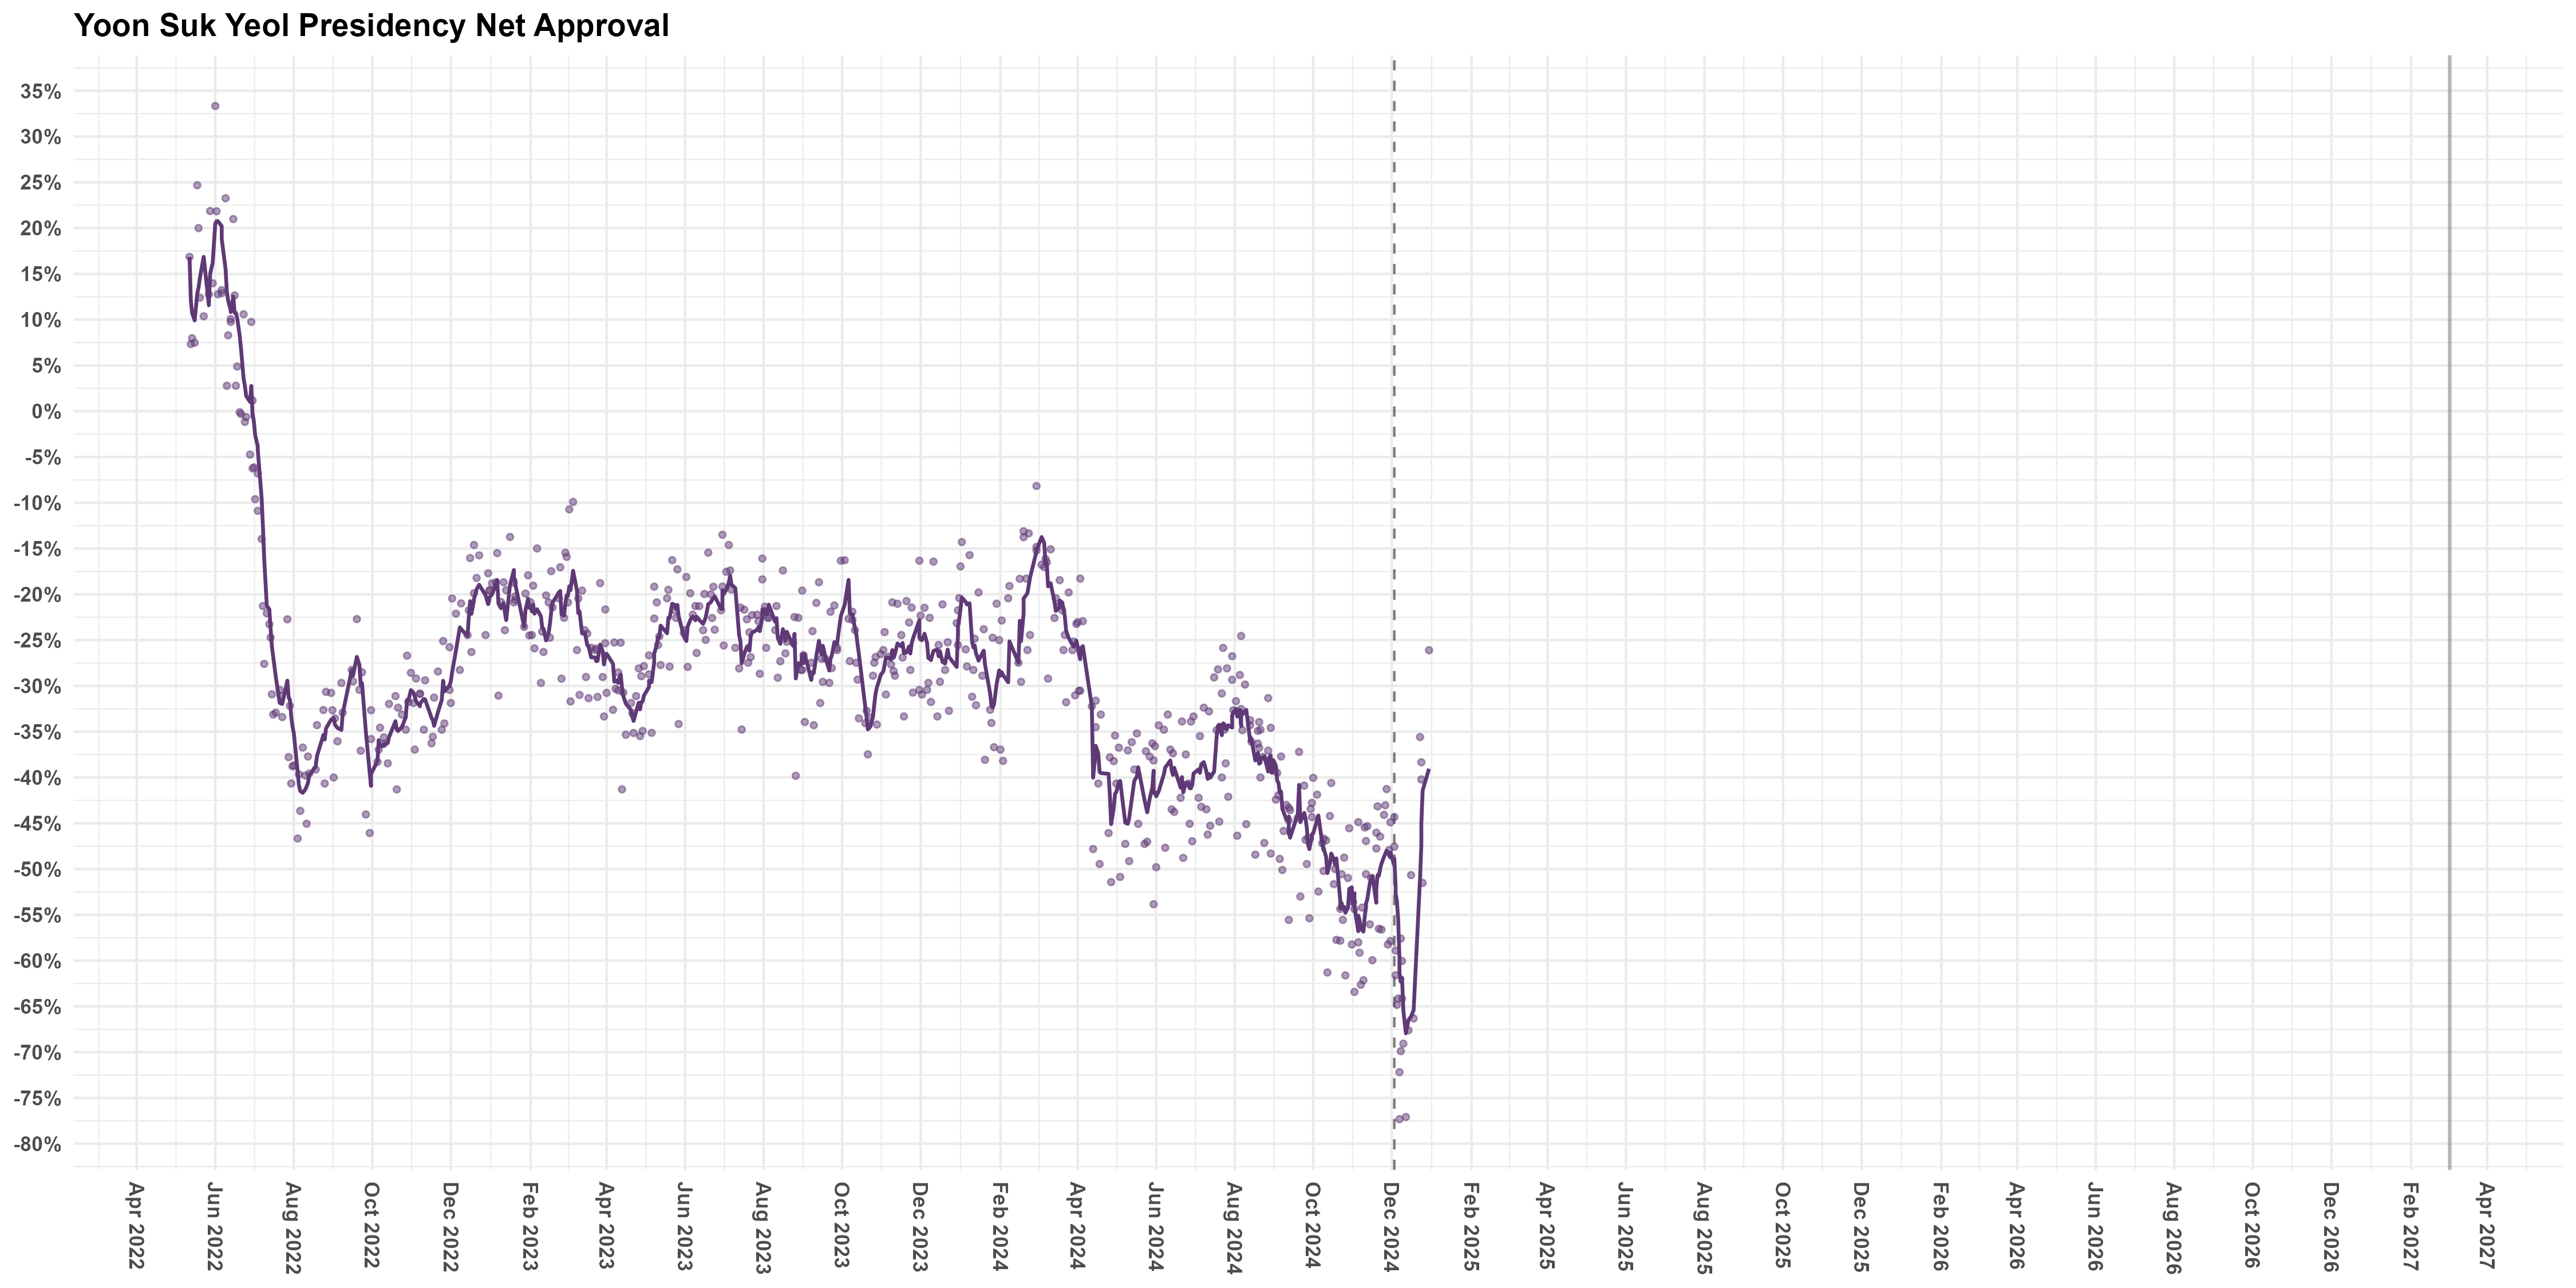 Yoon Suk Yeol Presidency Net Approval
35%
30%
25%
20%
15%
10%
5%
0%
-5%
-10%
-15%
-20%
-25%
-30%
-35%
-40%
-45%
-50%
-55%
-60%
-65%
-70%
-75%
-80%
Apr 2022
Jun 2022
Aug 2022
Oct 2022
Dec 2022
Feb 2023
Apr 2023
Jun 2023
Aug 2023
Oct 2023
Dec 2023
Feb 2024
Apr 2024
Jun 2024
Aug 2024
Oct 2024
Dec 2024
Feb 2025
Apr 2025
Jun 2025
Aug 2025
Oct 2025
Dec 2025
Feb 2026
Apr 2026
Jun 2026
Aug 2026
Oct 2026
Dec 2026
Feb 2027
Apr 2027